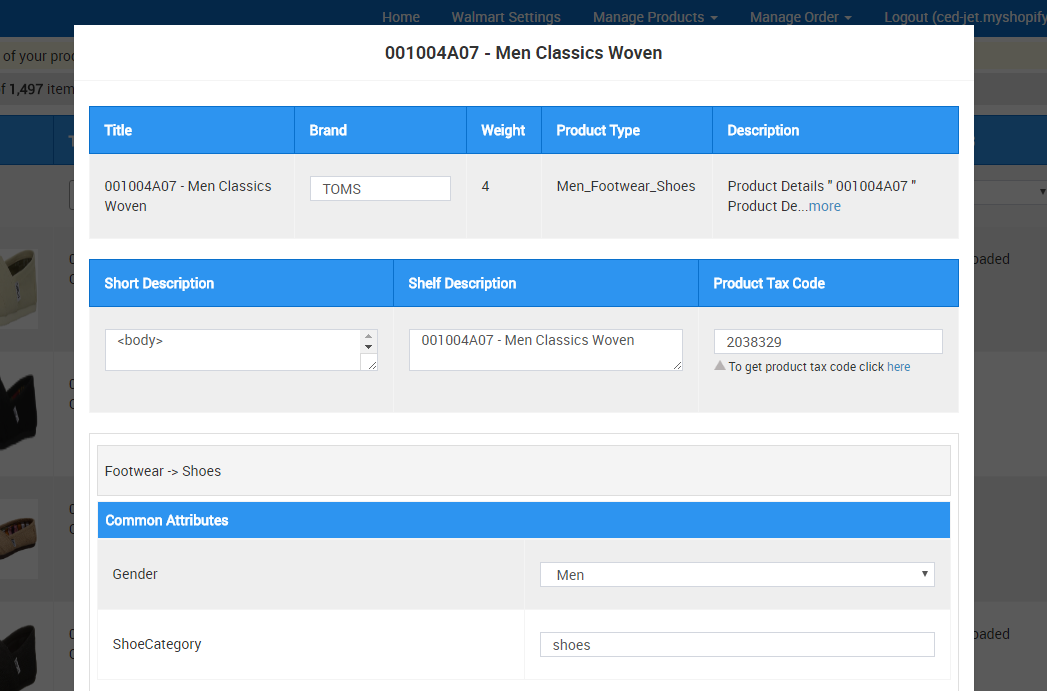 Home Walmart Settings Manage Products Manage Order Logout (ced-jet.myshopify
of your
f 1,497 item
001004A07 - Men Classics Woven
Title Brand Weight Product Type Description
001004A07 - Men Classics TOMS 4 Men_Footwear_Shoes Product Details " 001004A07 "
Woven Product De...more
Short Description Shelf Description Product Tax Code
<body> 001004A07 - Men Classics Woven 2038329
To get product tax code click here
Footwear -> Shoes
Common Attributes
Gender Men
ShoeCategory shoes